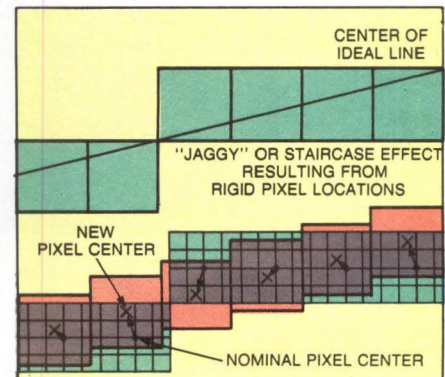 CENTER OF
IDEAL LINE
"JAGGY" OR STAIRCASE EFFECT
RESULTING FROM
RIGID PIXEL LOCATIONS
NEW
PIXEL CENTER
NOMINAL PIXEL CENTER